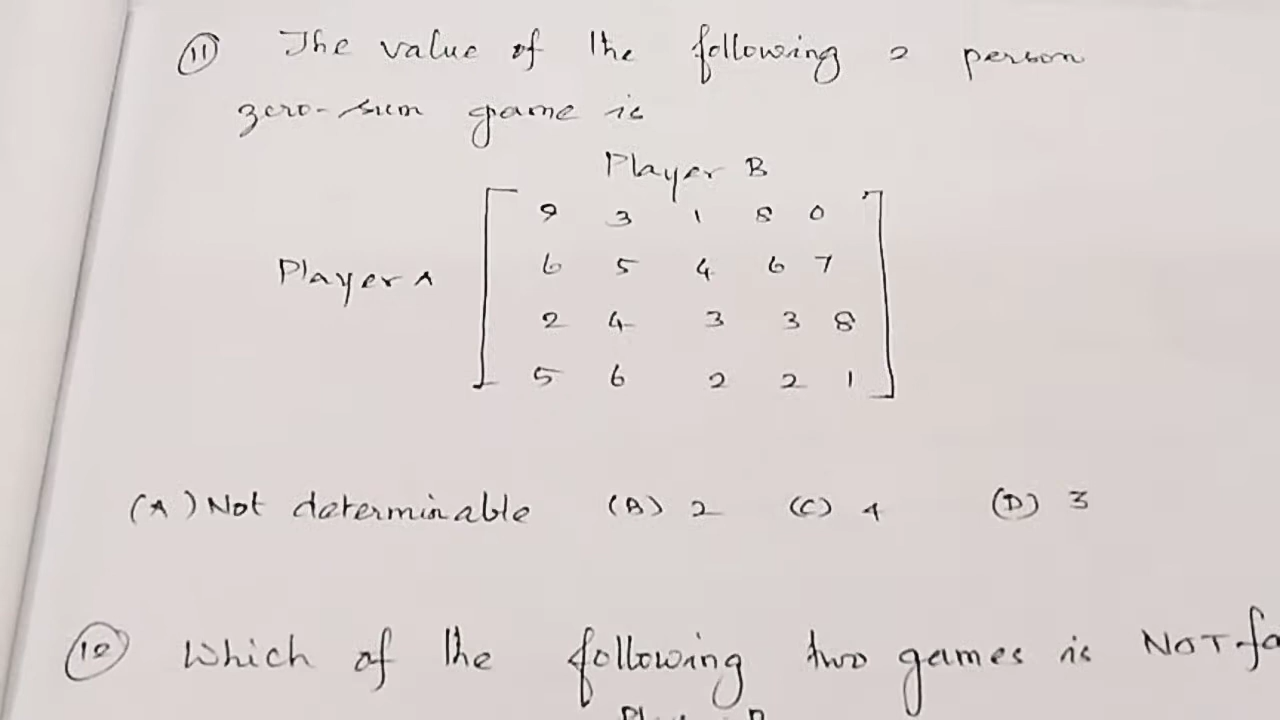 (11) The value of the following 2 person
zero-sum game is
Player B
9 3 1 8 0
Player A
6 5 4 6 7
2 4 3 3 8
5 6 2 2 1
(A) Not determinable (B) 2 (C) 4 (D) 3
(12) Which of the following two games is NOT fa